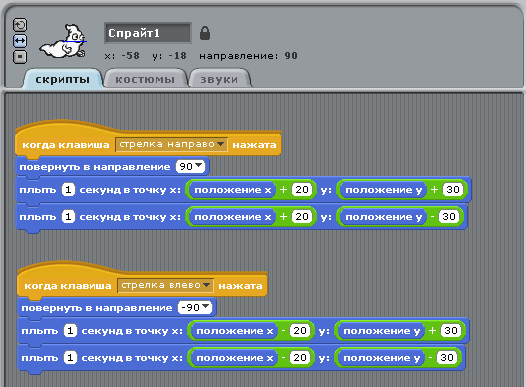 Спрайт1
x: -58 y: -18 направление: 90
скрипты костюмы звуки
когда клавиша стрелка направо нажата
повернуть в направление 90
плыть 1 секунд в точку x: положение x + 20 y: положение y + 30
плыть 1 секунд в точку x: положение x + 20 y: положение y - 30
когда клавиша стрелка влево нажата
повернуть в направление -90
плыть 1 секунд в точку x: положение x - 20 y: положение y + 30
плыть 1 секунд в точку x: положение x - 20 y: положение y - 30